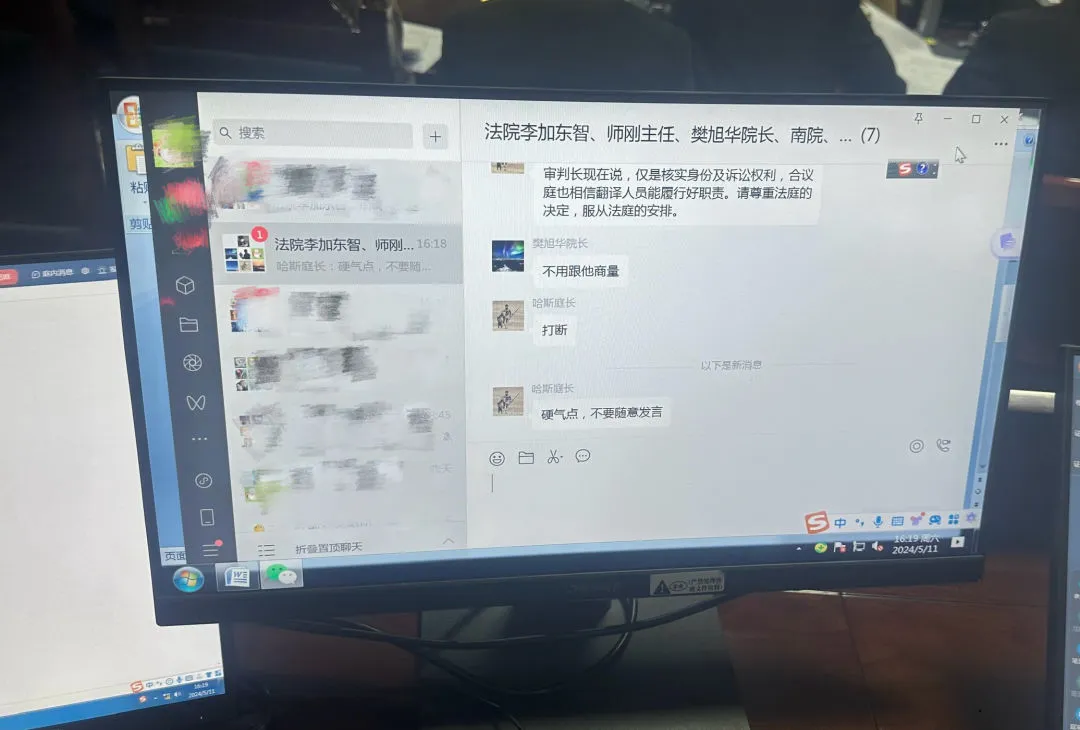 搜索
+
法院李加东智、师刚主任、樊旭华院长、南院、... (7)
粘贴
剪贴
审判长现在说，仅是核实身份及诉讼权利，合议
庭也相信翻译人员能履行好职责。请尊重法庭的
决定，服从法庭的安排。
1
法院李加东智、师刚... 16:18
哈斯庭长：硬气点，不要随意...
樊旭华院长
不用跟他商量
哈斯庭长
打断
以下是新消息
哈斯庭长
硬气点，不要随意发言
折叠置顶聊天
页面
中
16:19 周六
2024/5/11
庭内消息
中
16:19
2024/5/11